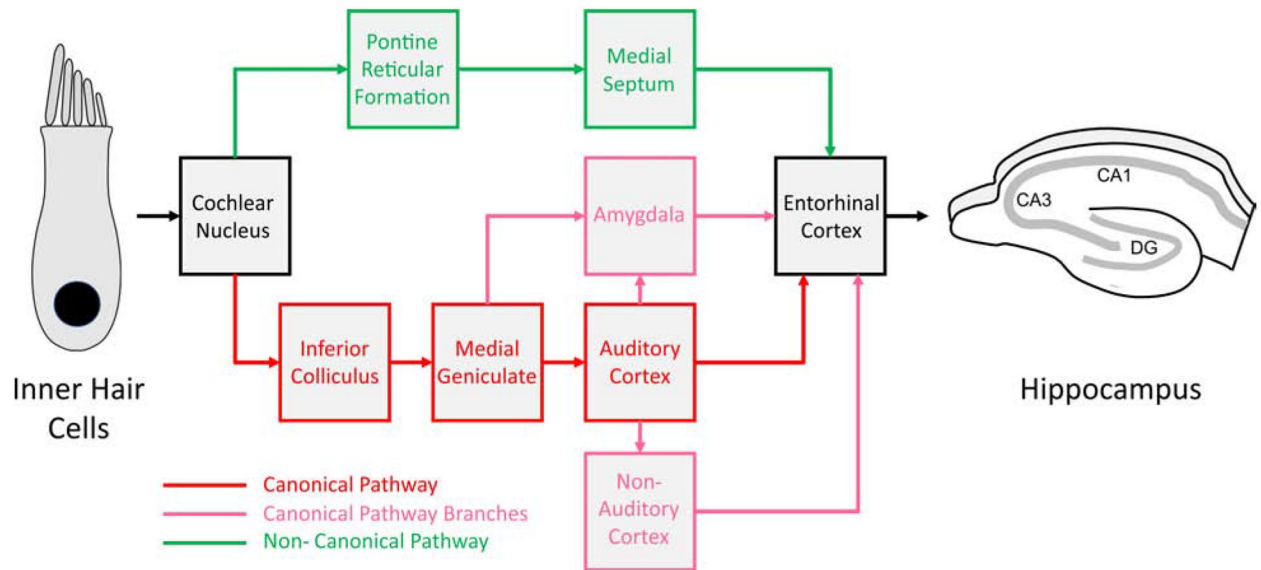 Pontine
Reticular
Formation
Medial
Septum
Cochlear
Nucleus
Amygdala
Entorhinal
Cortex
CA1
CA3
DG
Inferior
Colliculus
Medial
Geniculate
Auditory
Cortex
Inner Hair
Cells
Hippocampus
Non-
Auditory
Cortex
Canonical Pathway
Canonical Pathway Branches
Non- Canonical Pathway